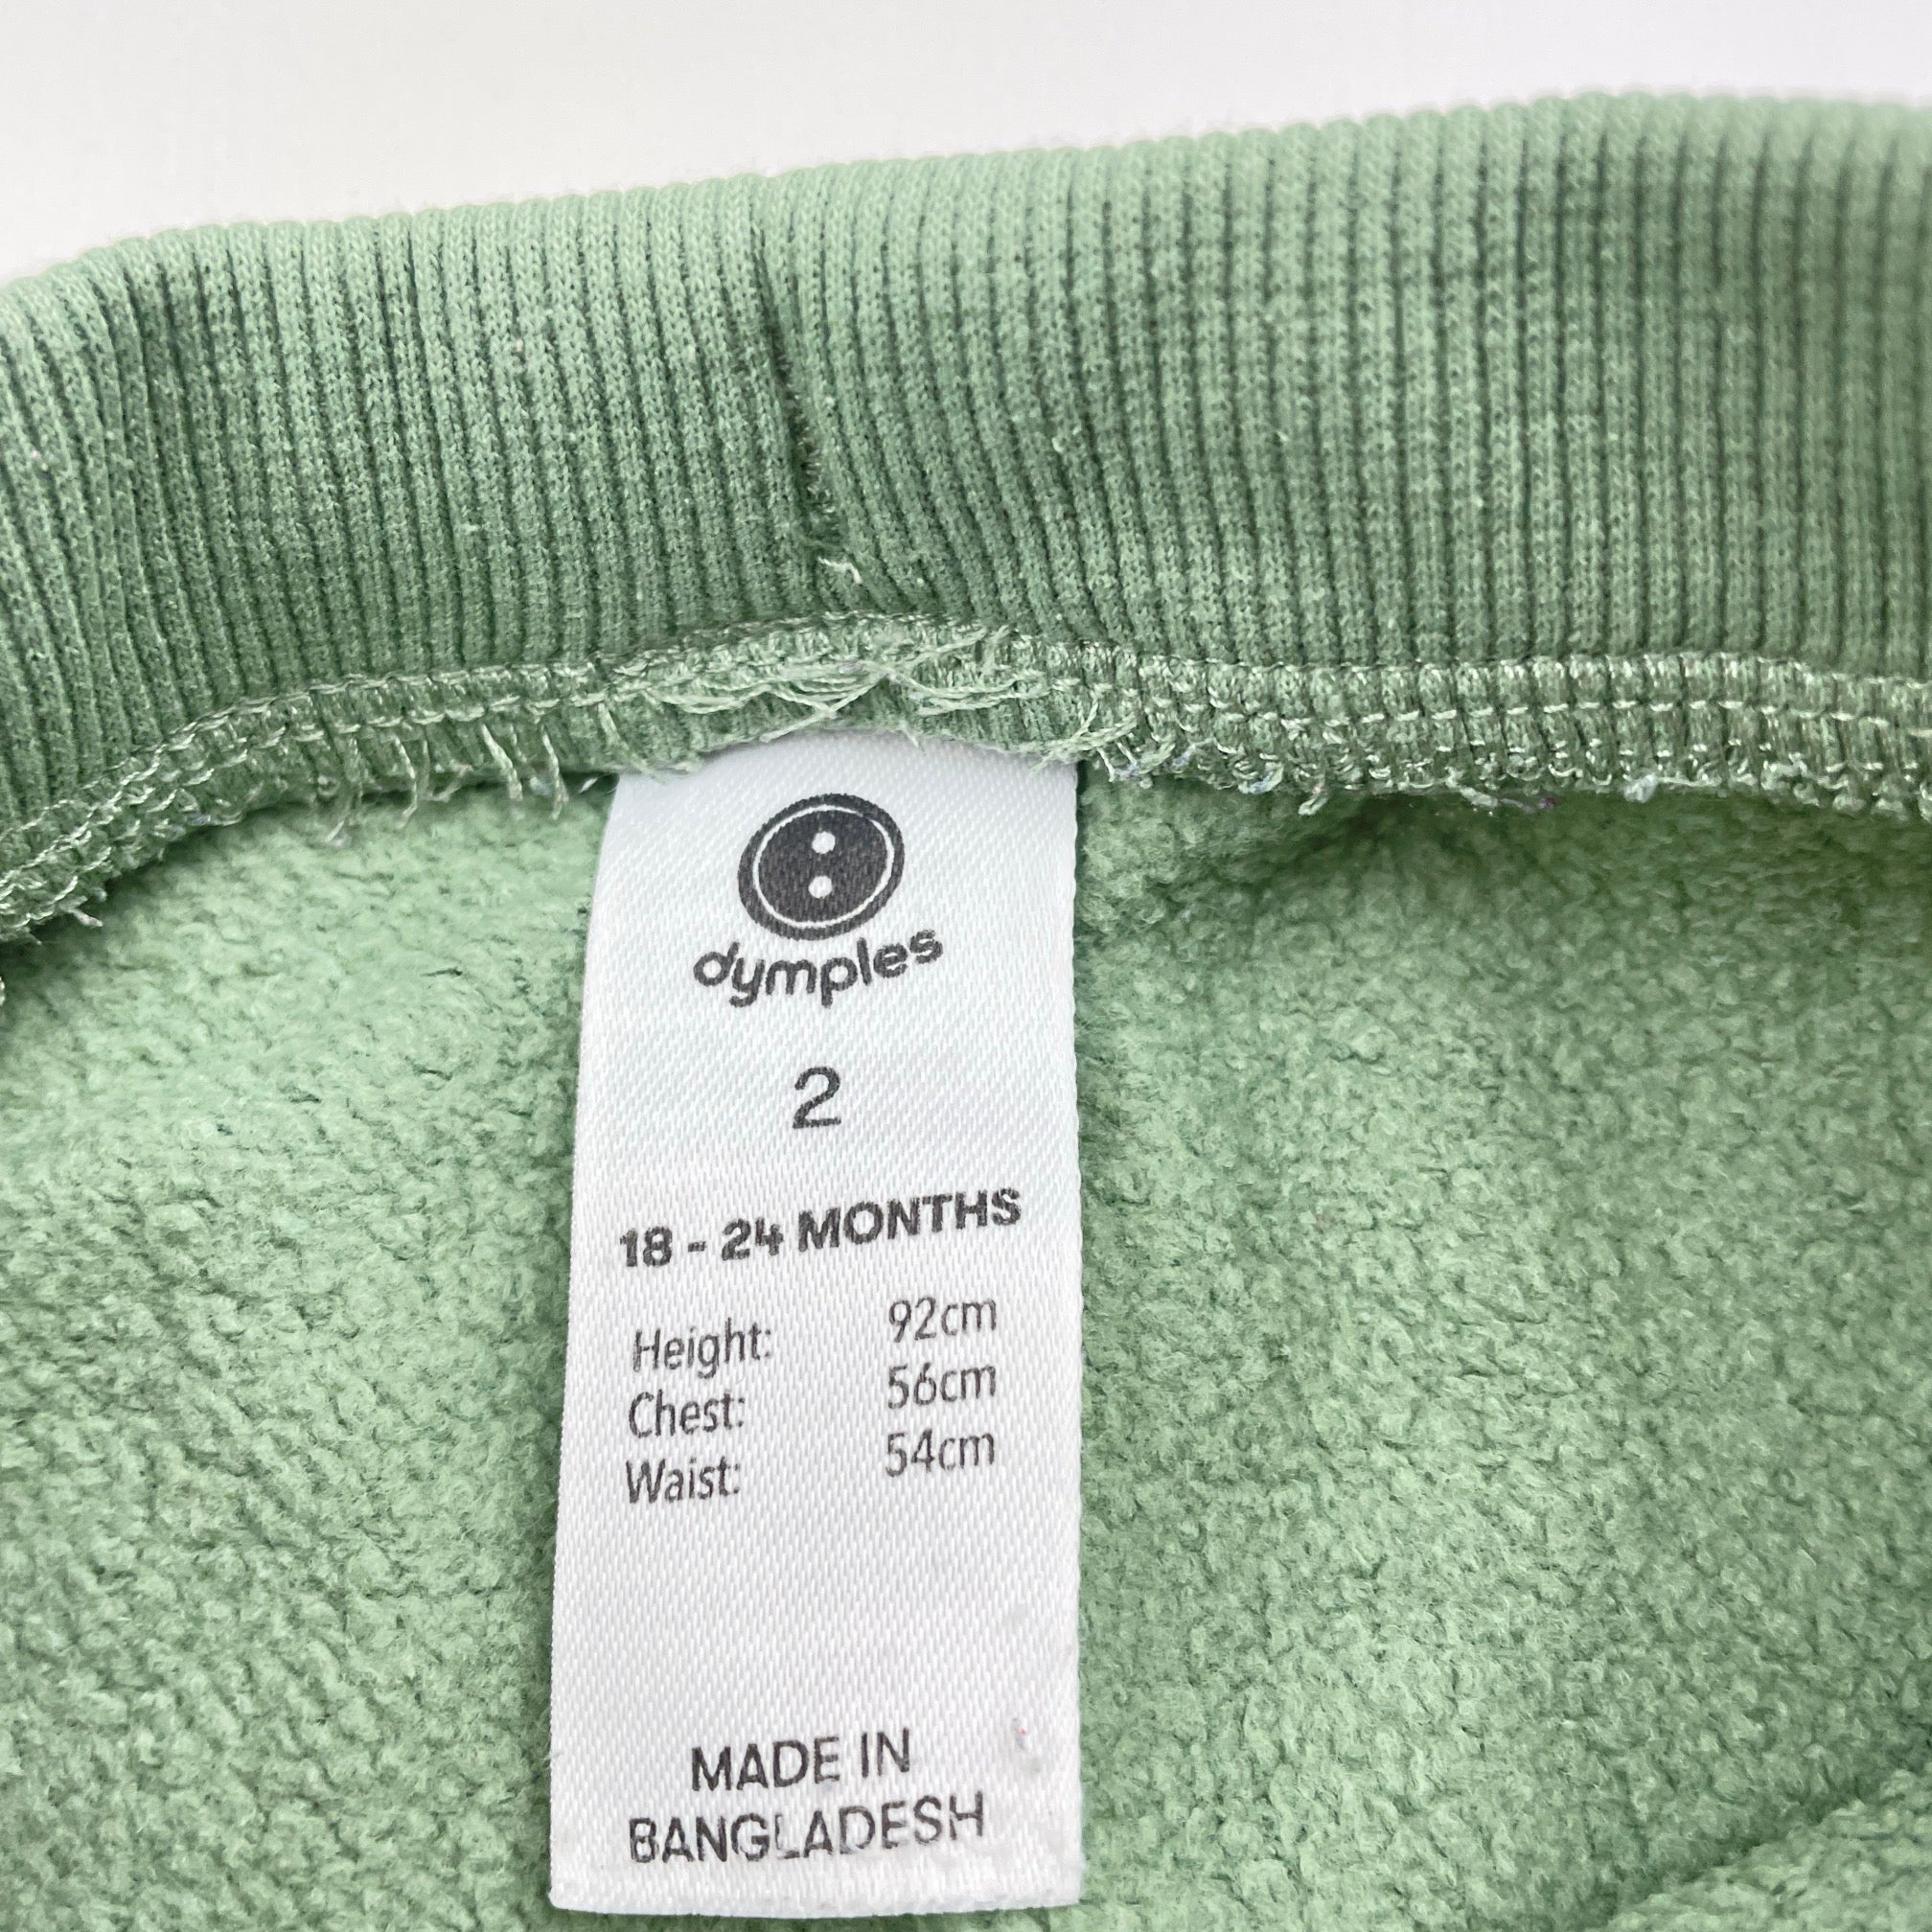 dymples
2
18 - 24 MONTHS
Height: 92cm
Chest: 56cm
Waist: 54cm
MADE IN
BANGLADESH